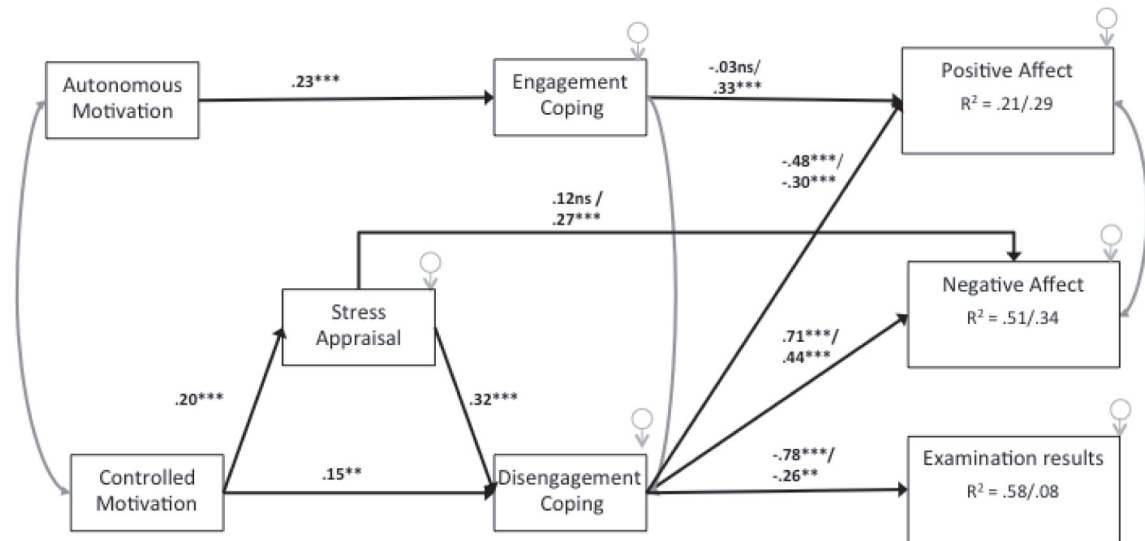 Autonomous
Motivation
.23***
Engagement
Coping
-.03ns/
.33***
Positive Affect
R² = .21/.29
-.48***/
-.30***
.12ns /
.27***
Stress
Appraisal
Negative Affect
R² = .51/.34
.71***/
.44***
.20***
.32***
Controlled
Motivation
.15**
Disengagement
Coping
-.78***/
-.26**
Examination results
R² = .58/.08